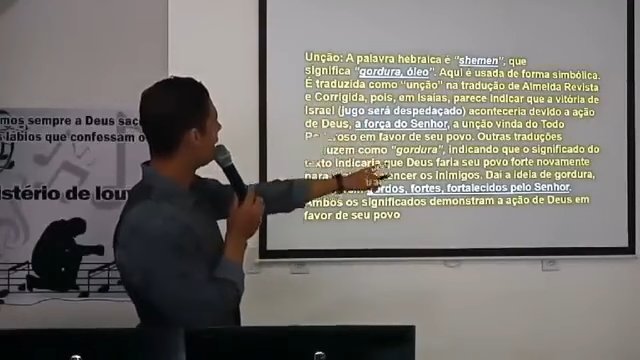 mos sempre a Deus sac
lábios que confessam o
istério de lou
Unção: A palavra hebraica é "shemen", que
significa "gordura, óleo". Aqui é usada de forma simbólica.
É traduzida como "unção" na tradução de Almeida Revista
e Corrigida, pois, em Isaías, parece indicar que a vitória de
Israel (jugo será despedaçado) aconteceria devido a ação
de Deus, a força do Senhor, a unção vinda do Todo
oso em favor de seu povo. Outras traduções
uzem como "gordura", indicando que o significado do
texto indicaria que Deus faria seu povo forte novamente
para encer os inimigos. Daí a ideia de gordura,
ordos, fortes, fortalecidos pelo Senhor.
Ambos os significados demonstram a ação de Deus em
favor de seu povo